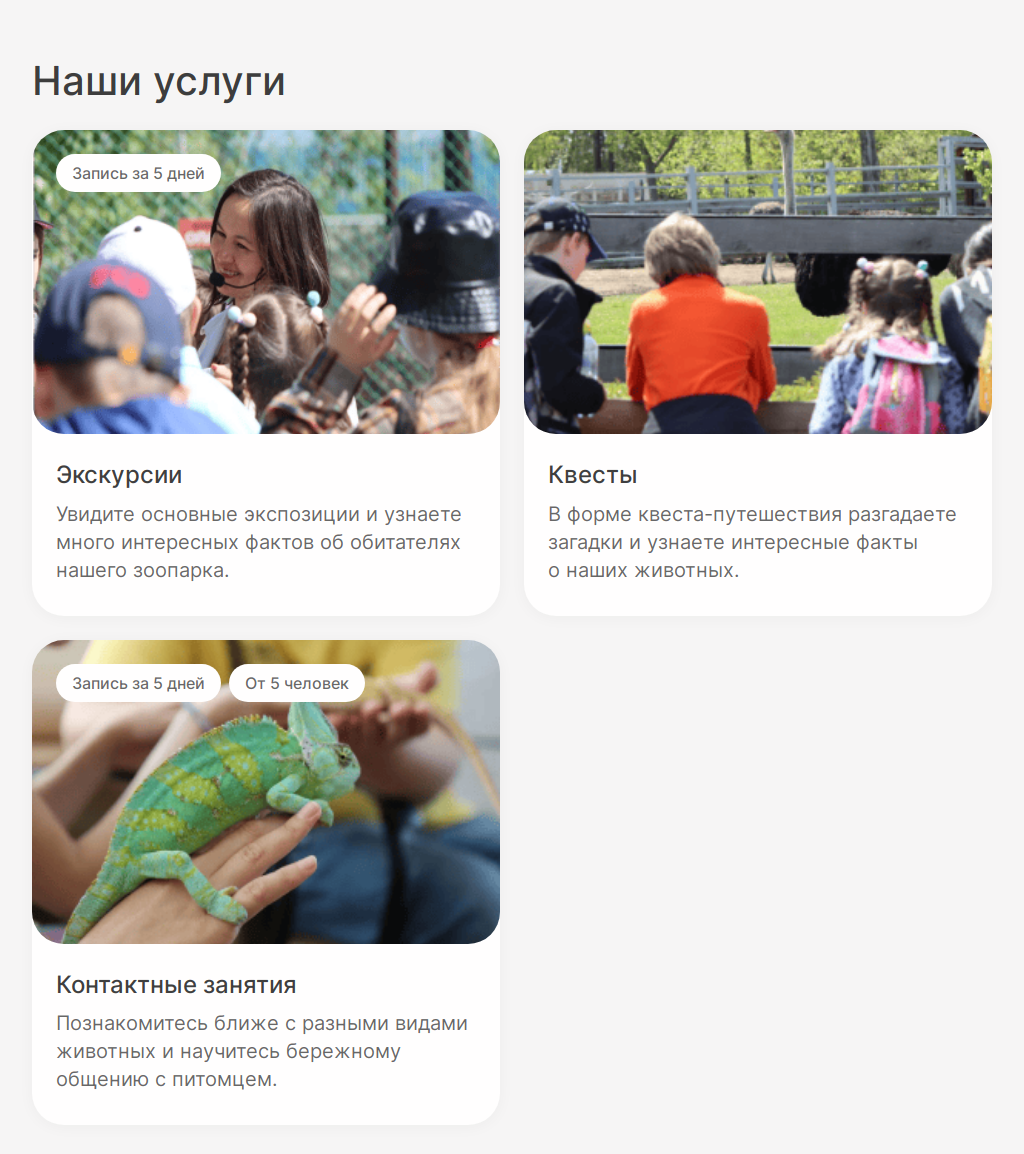 Наши услуги
Запись за 5 дней
Экскурсии
Увидите основные экспозиции и узнаете
много интересных фактов об обитателях
нашего зоопарка.
Квесты
В форме квеста-путешествия разгадаете
загадки и узнаете интересные факты
о наших животных.
Запись за 5 дней
От 5 человек
Контактные занятия
Познакомитесь ближе с разными видами
животных и научитесь бережному
общению с питомцем.